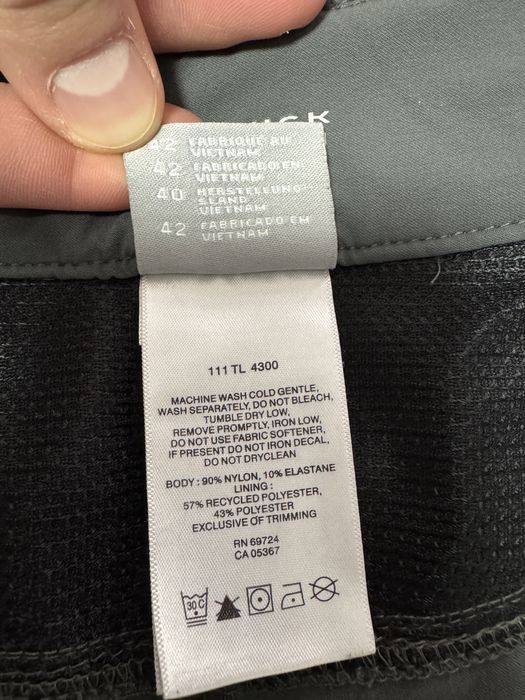 42 FABRIQUÉ AU
VIETNAM
42 FABRICADO EN
VIETNAM
40 HERSTELLUNG-
SLAND
VIETNAM
42 FABRICADO EM
VIETNAM
111 TL 4300
MACHINE WASH COLD GENTLE,
WASH SEPARATELY, DO NOT BLEACH,
TUMBLE DRY LOW,
REMOVE PROMPTLY, IRON LOW,
DO NOT USE FABRIC SOFTENER,
IF PRESENT DO NOT IRON DECAL,
DO NOT DRYCLEAN
BODY : 90% NYLON, 10% ELASTANE
LINING :
57% RECYCLED POLYESTER,
43% POLYESTER
EXCLUSIVE OF TRIMMING
RN 69724
CA 05367
30 C